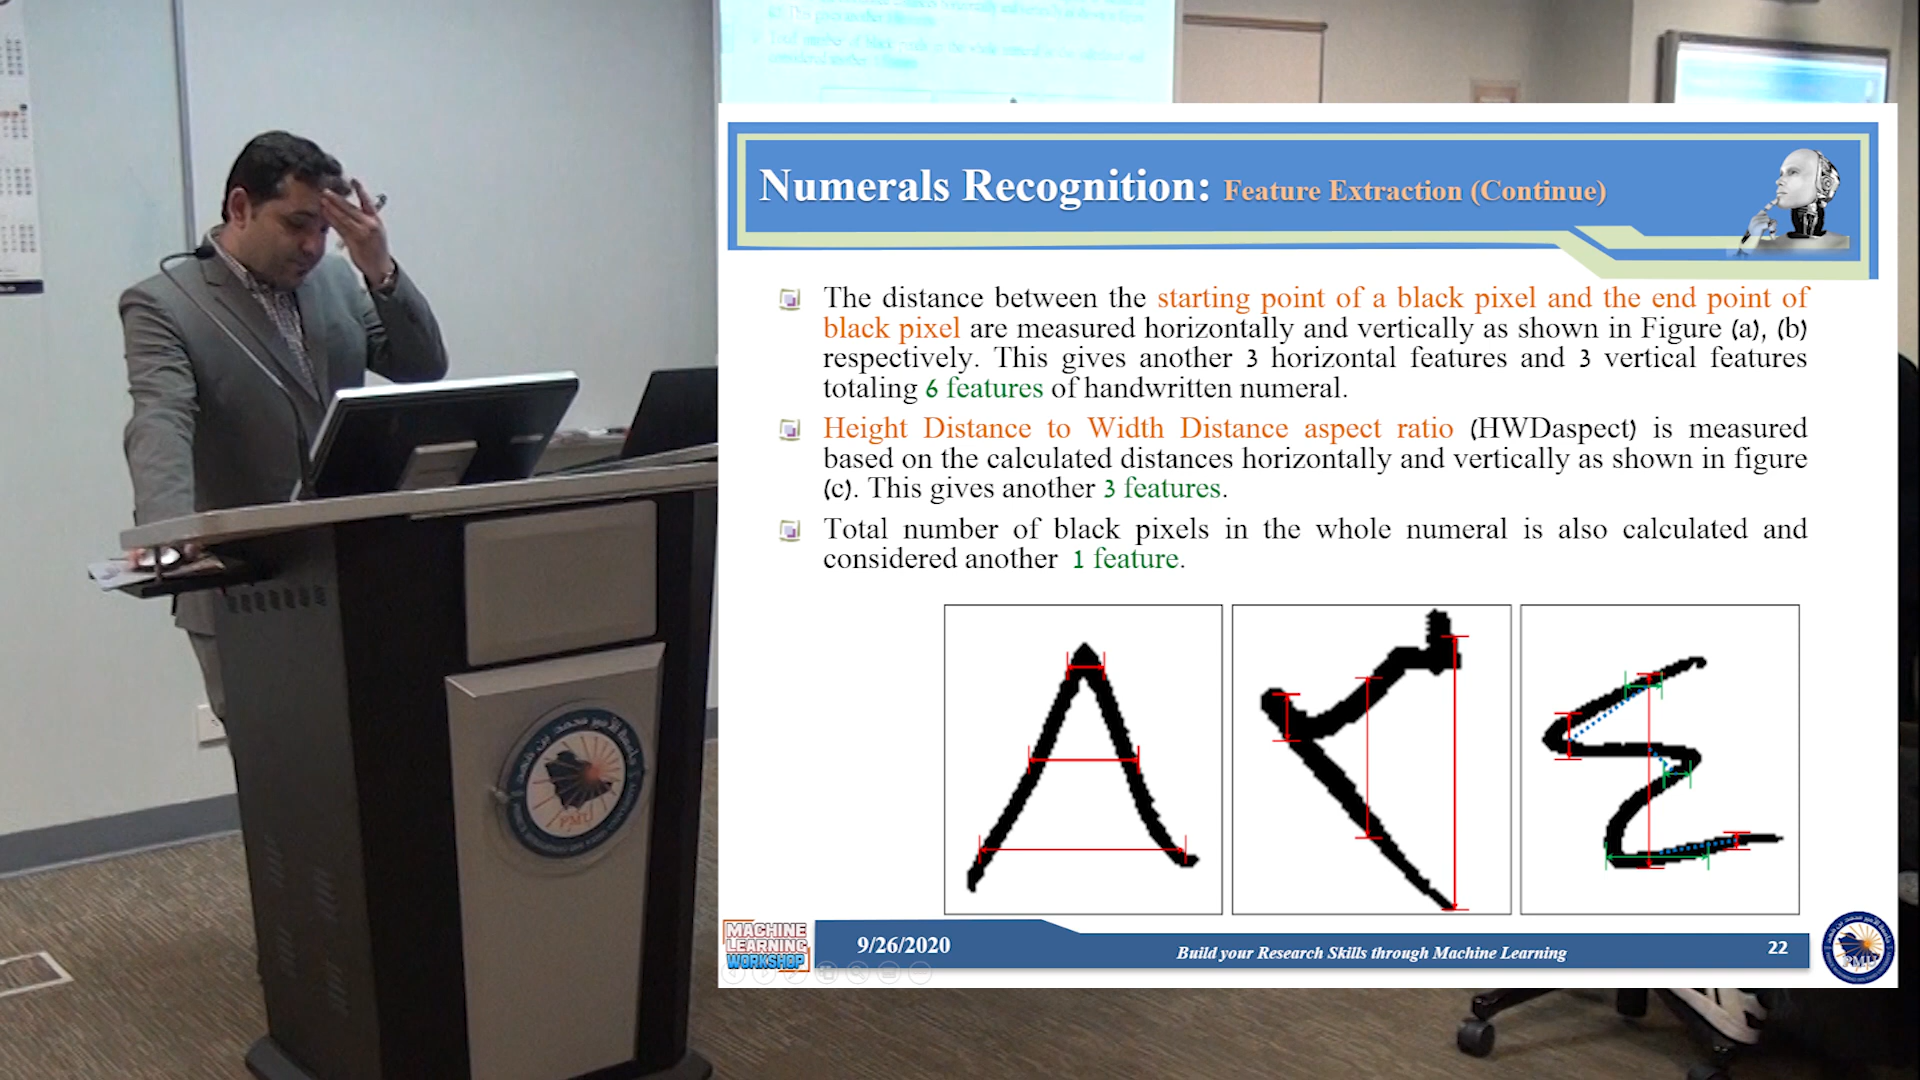 Numerals Recognition: Feature Extraction (Continue)
The distance between the starting point of a black pixel and the end point of
black pixel are measured horizontally and vertically as shown in Figure (a), (b)
respectively. This gives another 3 horizontal features and 3 vertical features
totaling 6 features of handwritten numeral.
Height Distance to Width Distance aspect ratio (HWDaspect) is measured
based on the calculated distances horizontally and vertically as shown in figure
(c). This gives another 3 features.
Total number of black pixels in the whole numeral is also calculated and
considered another 1 feature.
MACHINE
LEARNING
WORKSHOP
9/26/2020
Build your Research Skills through Machine Learning
22
PMU
PMU